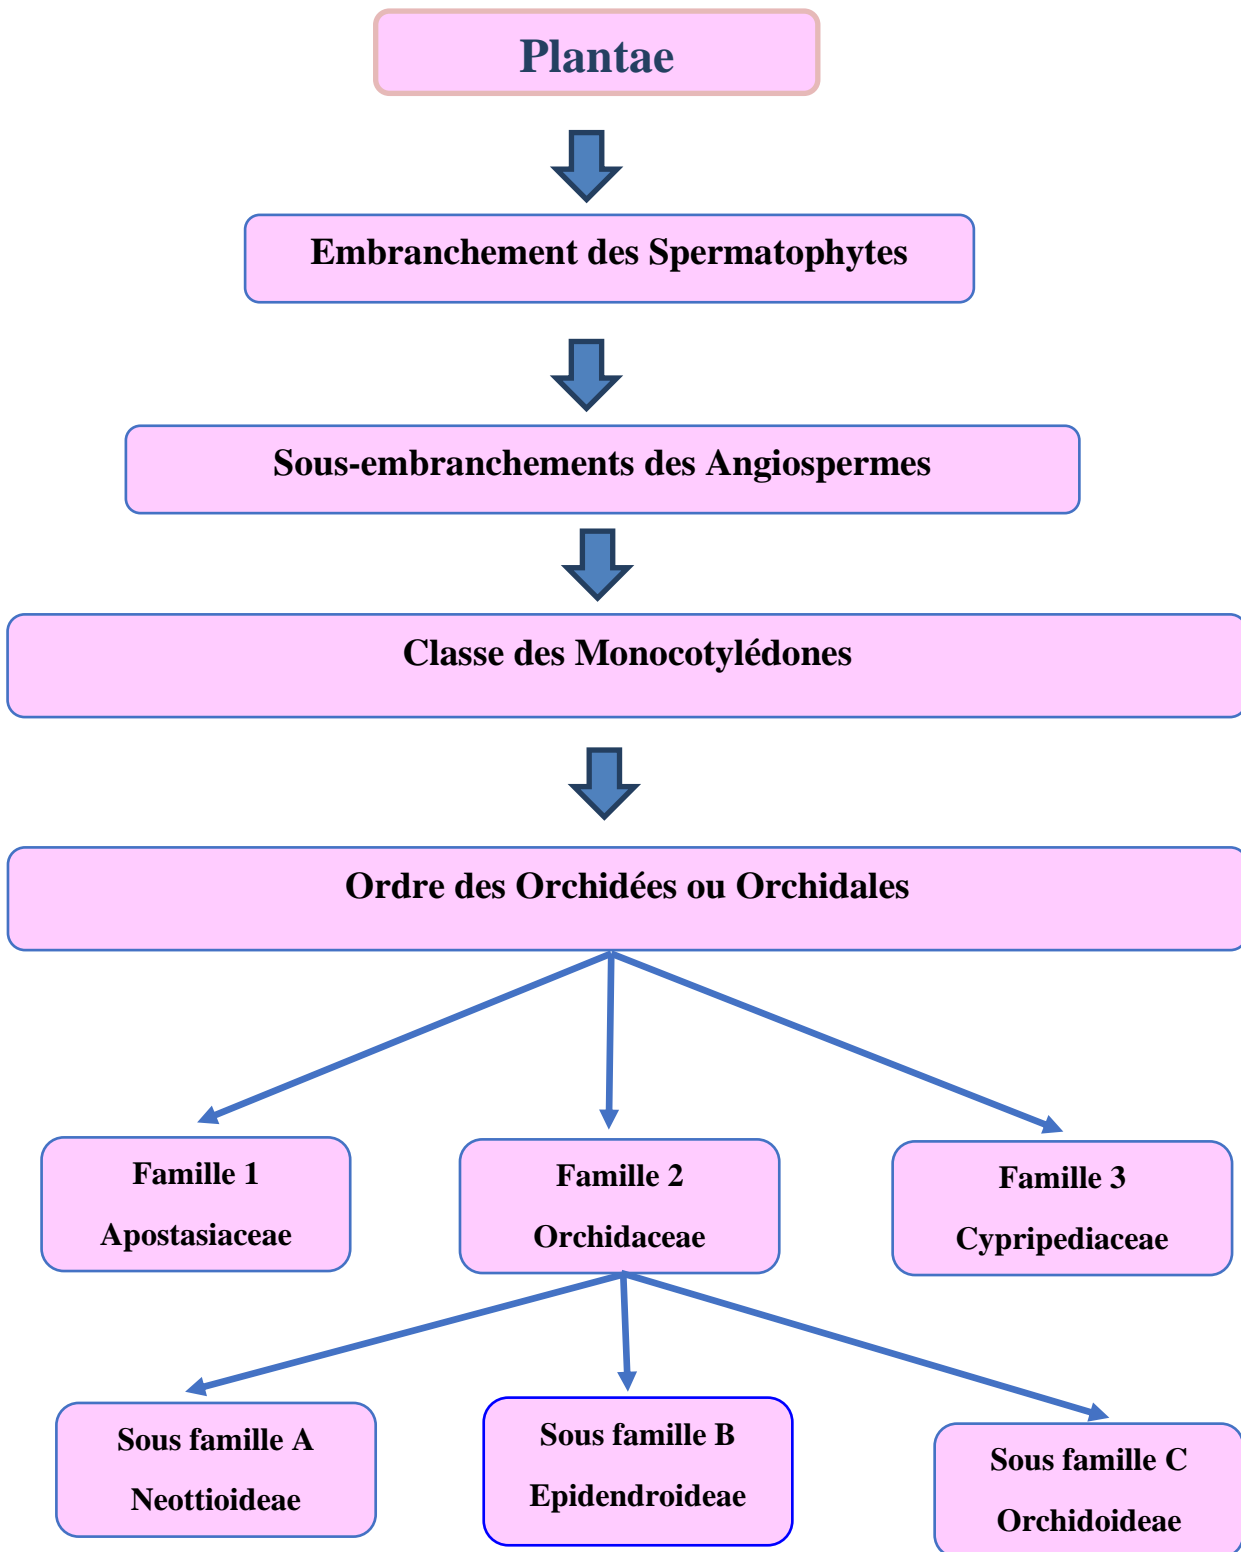 Plantae
Embranchement des Spermatophytes
Sous-embranchements des Angiospermes
Classe des Monocotylédones
Ordre des Orchidées ou Orchidales
Famille 1
Apostasiaceae
Famille 2
Orchidaceae
Famille 3
Cypripediaceae
Sous famille A
Neottioideae
Sous famille B
Epidendroideae
Sous famille C
Orchidoideae